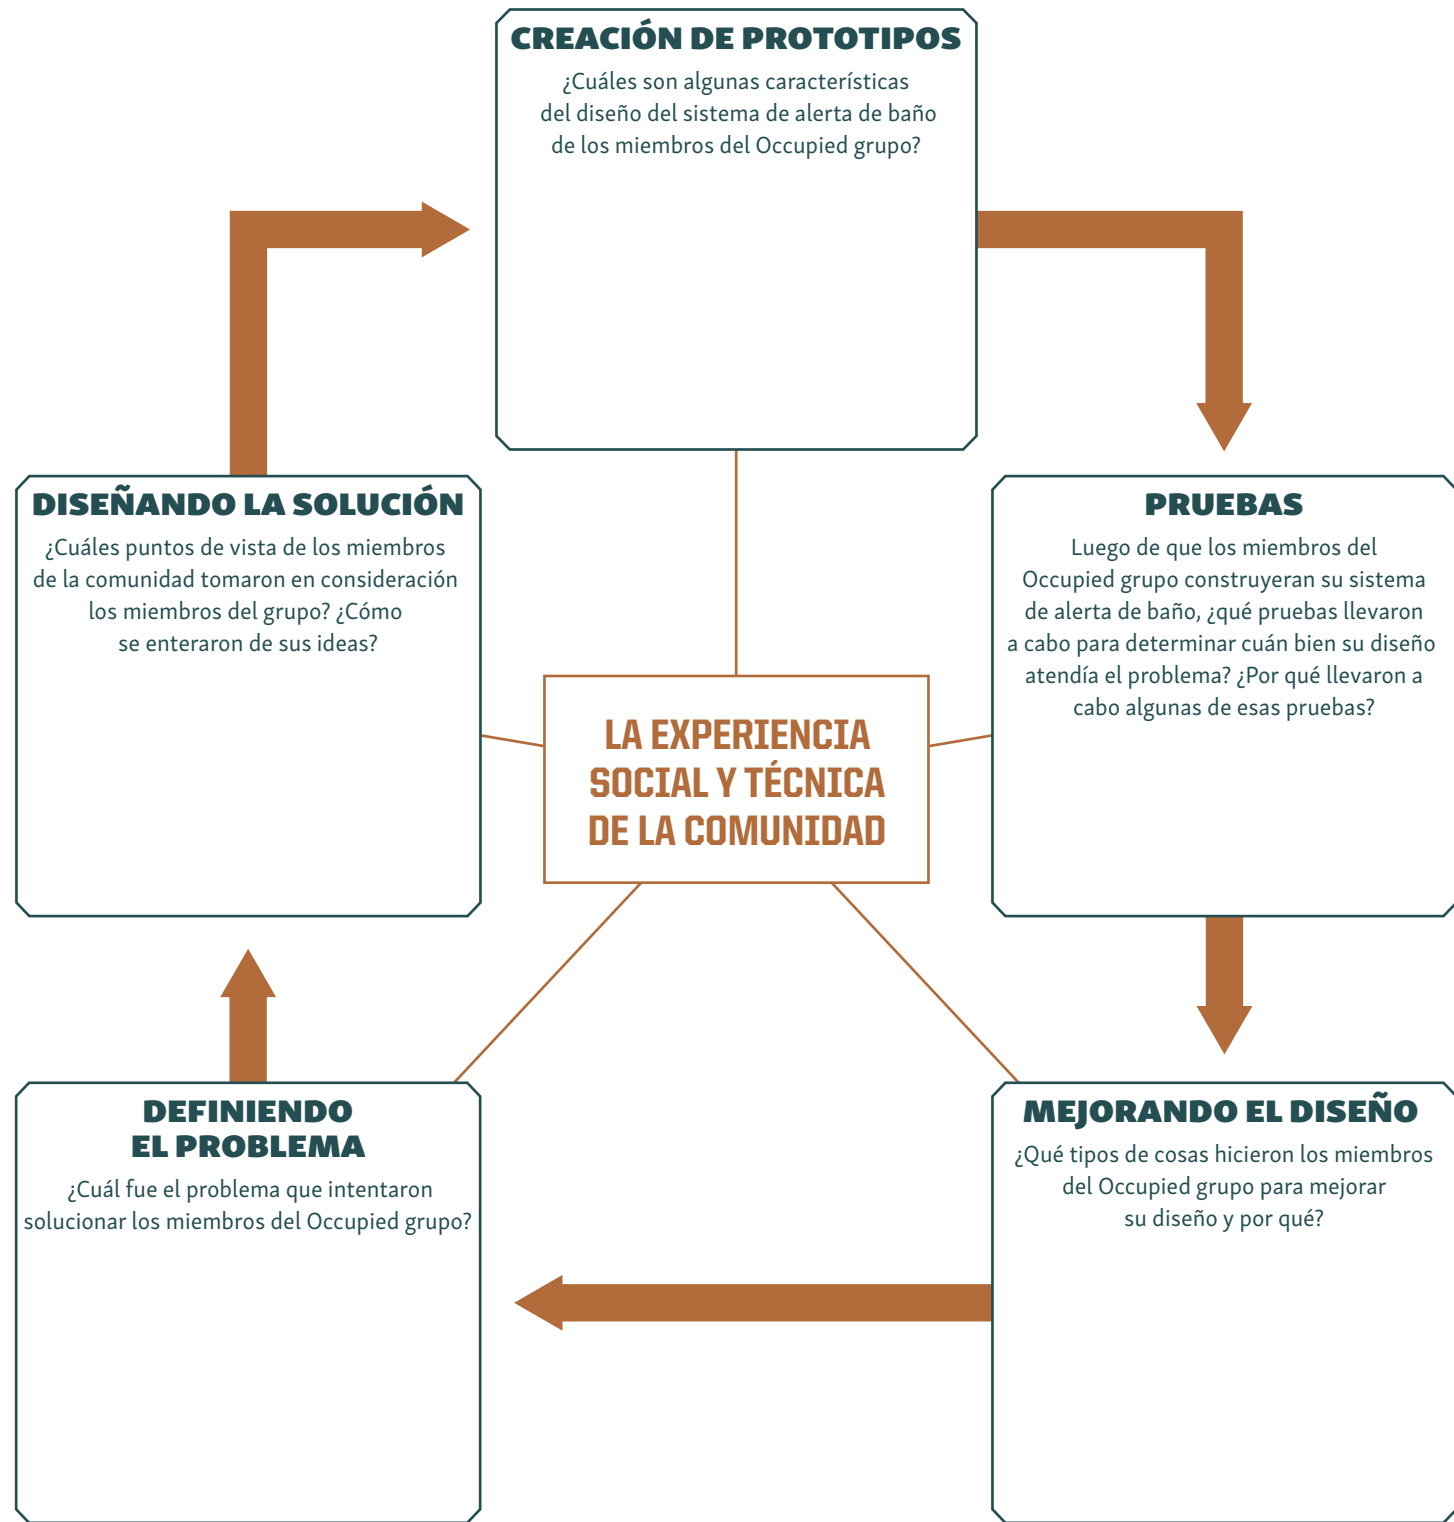 CREACIÓN DE PROTOTIPOS
¿Cuáles son algunas características
del diseño del sistema de alerta de baño
de los miembros del Occupied grupo?
DISEÑANDO LA SOLUCIÓN
¿Cuáles puntos de vista de los miembros
de la comunidad tomaron en consideración
los miembros del grupo? ¿Cómo
se enteraron de sus ideas?
PRUEBAS
Luego de que los miembros del
Occupied grupo construyeran su sistema
de alerta de baño, ¿qué pruebas llevaron
a cabo para determinar cuán bien su diseño
atendía el problema? ¿Por qué llevaron a
cabo algunas de esas pruebas?
LA EXPERIENCIA
SOCIAL Y TÉCNICA
DE LA COMUNIDAD
DEFINIENDO
EL PROBLEMA
¿Cuál fue el problema que intentaron
solucionar los miembros del Occupied grupo?
MEJORANDO EL DISEÑO
¿Qué tipos de cosas hicieron los miembros
del Occupied grupo para mejorar
su diseño y por qué?